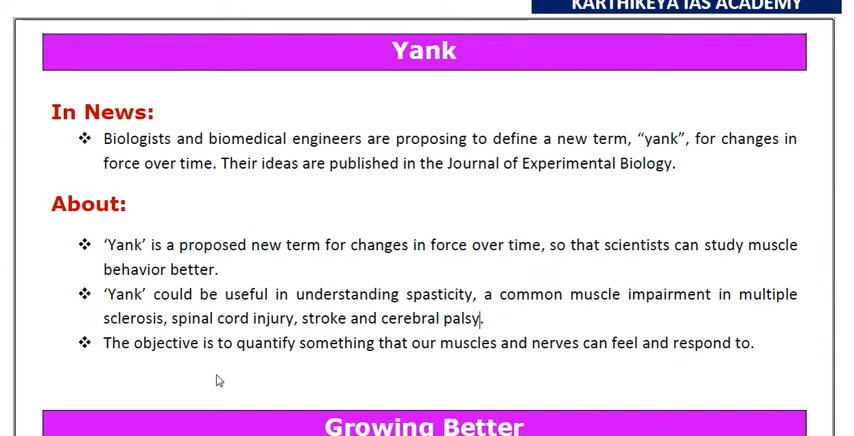 KARTHIKEYA IAS ACADEMY
Yank
In News:
❖ Biologists and biomedical engineers are proposing to define a new term, “yank”, for changes in
force over time. Their ideas are published in the Journal of Experimental Biology.
About:
❖ ‘Yank’ is a proposed new term for changes in force over time, so that scientists can study muscle
behavior better.
❖ ‘Yank’ could be useful in understanding spasticity, a common muscle impairment in multiple
sclerosis, spinal cord injury, stroke and cerebral palsy.
❖ The objective is to quantify something that our muscles and nerves can feel and respond to.
Growing Better